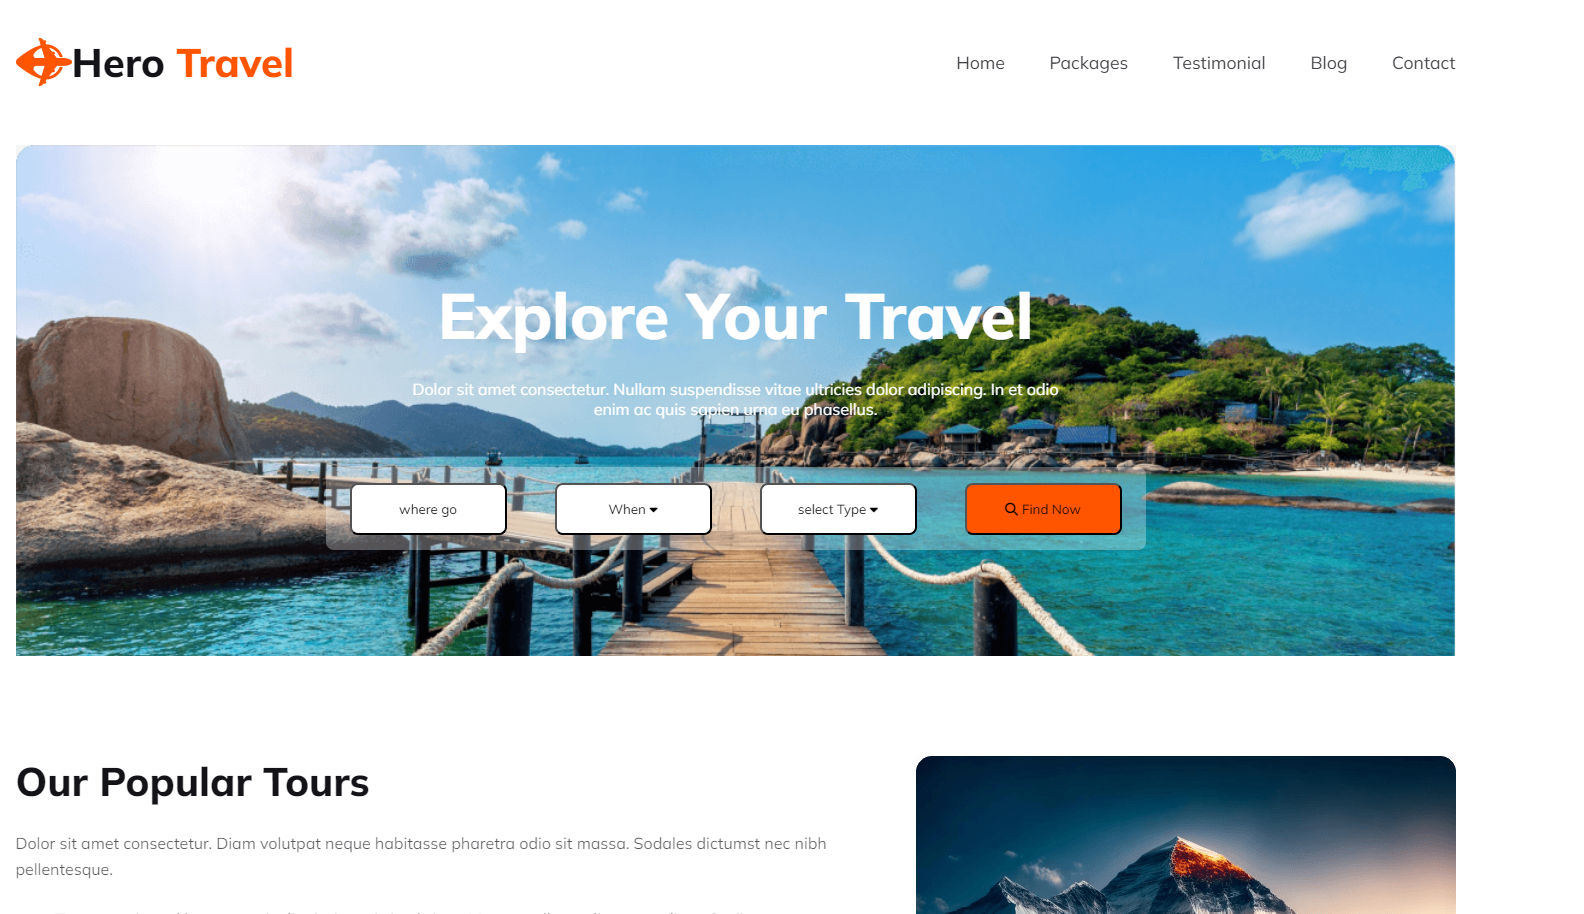 Hero Travel
Home Packages Testimonial Blog Contact
Explore Your Travel
Dolor sit amet consectetur. Nullam suspendisse vitae ultricies dolor adipiscing. In et odio
enim ac quis sapien urna eu phasellus.
where go When select Type Find Now
Our Popular Tours
Dolor sit amet consectetur. Diam volutpat neque habitasse pharetra odio sit massa. Sodales dictumst nec nibh
pellentesque.